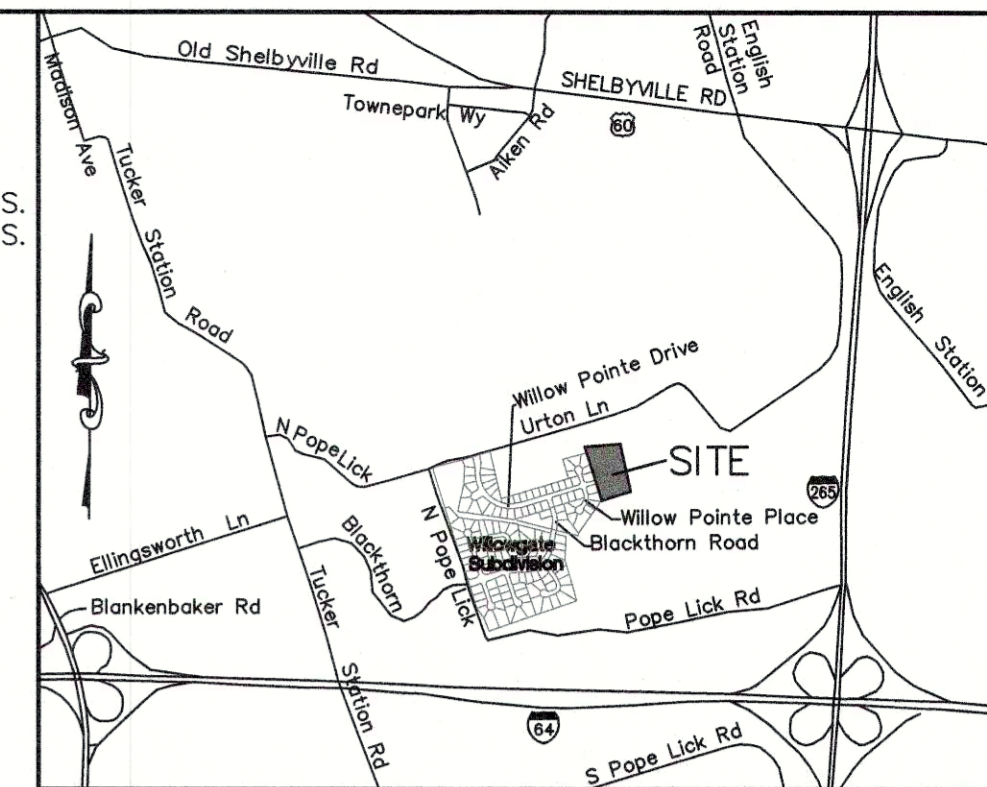 Old Shelbyville Rd
English
Station
Road
Madison Ave
SHELBYVILLE RD
Townepark Wy
60
Aiken Rd
Tucker Station Road
S.
S.
English Station
Willow Pointe Drive
Urton Ln
N Pope Lick
SITE
265
N Pope Lick
Willow Pointe Place
Blackthorn Road
Willowgate
Subdivision
Ellingsworth Ln
Blackthorn
Blankenbaker Rd
Tucker Station Rd
Pope Lick Rd
64
S Pope Lick Rd